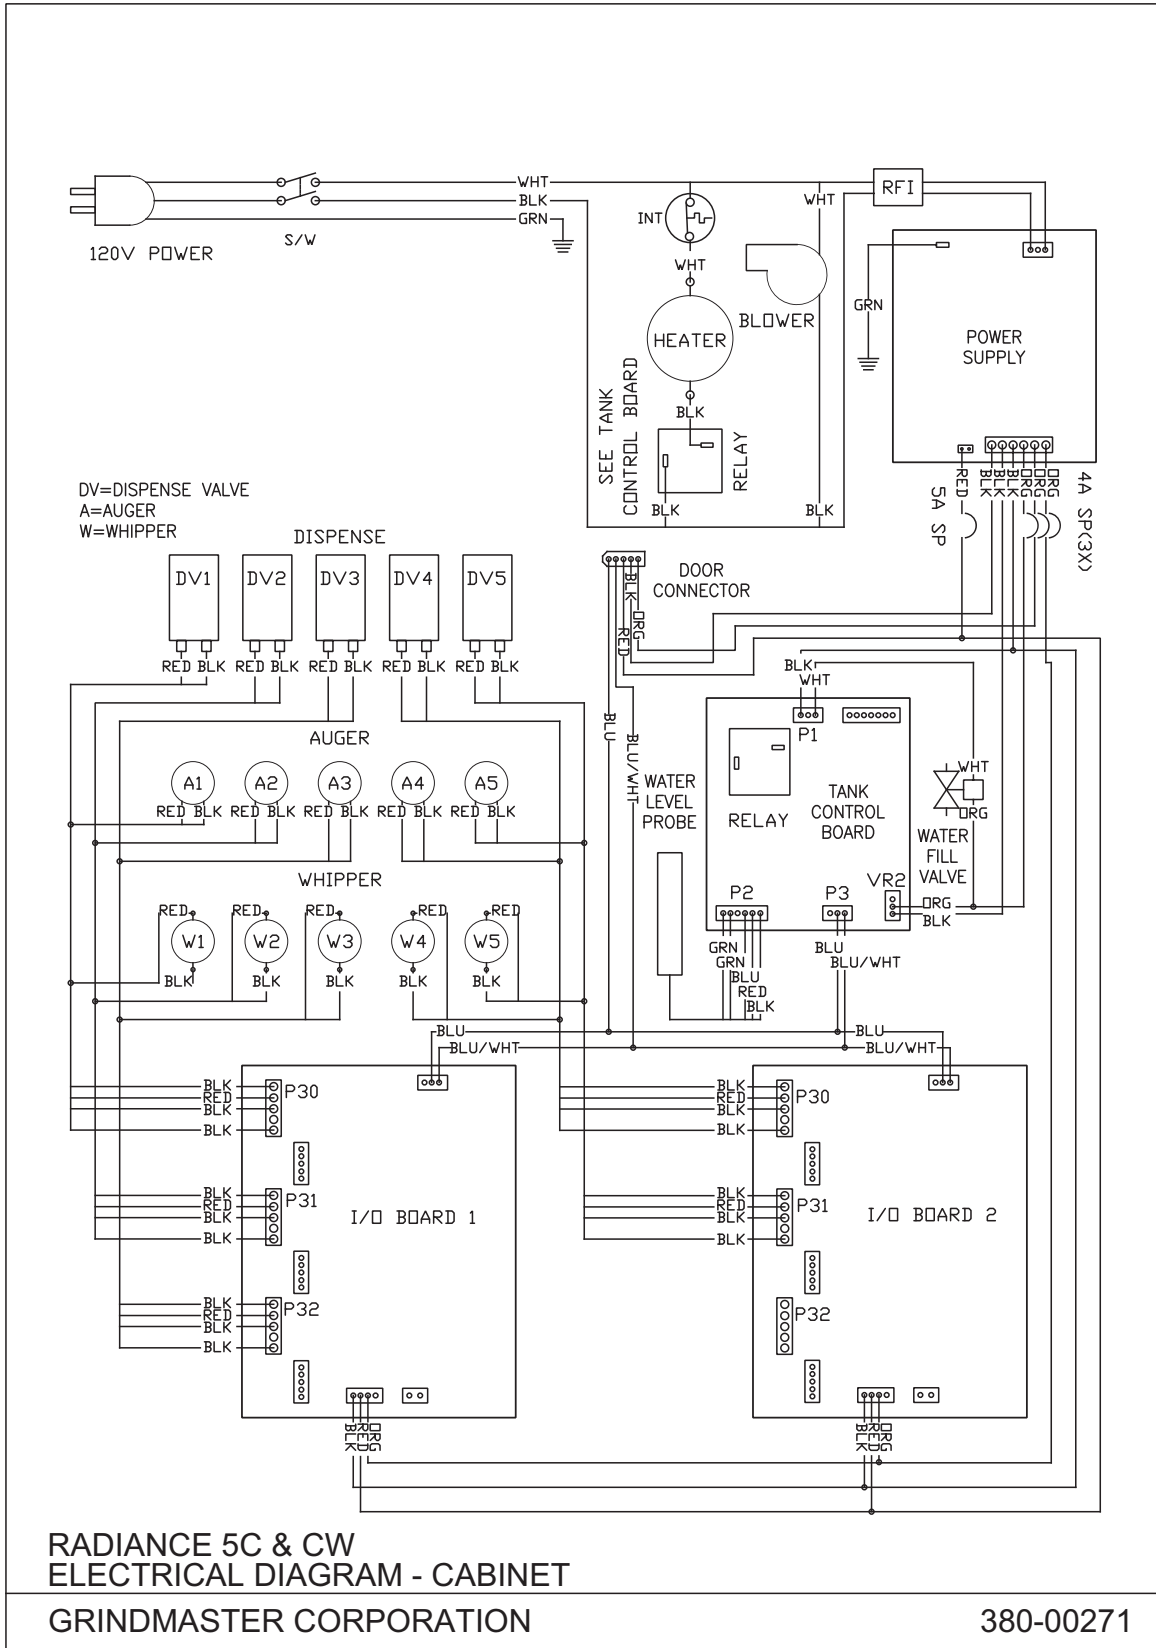 WHT
BLK
GRN
S/W
120V POWER
INT
WHT
HEATER
BLK
RELAY
BLK
SEE TANK
CONTROL BOARD
BLOWER
WHT
BLK
RFI
GRN
POWER
SUPPLY
RED
BLK
BLK
BLK
ORG
ORG
ORG
5A SP
4A SP(3X)
DV=DISPENSE VALVE
A=AUGER
W=WHIPPER
DISPENSE
DV1 DV2 DV3 DV4 DV5
RED BLK RED BLK RED BLK RED BLK RED BLK
AUGER
A1 A2 A3 A4 A5
RED BLK RED BLK RED BLK RED BLK RED BLK
WHIPPER
RED RED RED RED RED
W1 W2 W3 W4 W5
BLK BLK BLK BLK BLK
DOOR
CONNECTOR
BLK
ORG
RED
BLU
BLU/WHT
BLK
WHT
P1
RELAY
TANK
CONTROL
BOARD
WATER
LEVEL
PROBE
WHT
ORG
WATER
FILL
VALVE
VR2
ORG
BLK
P2
P3
GRN
GRN
BLU
RED
BLK
BLU
BLU/WHT
BLU
BLU/WHT
BLU
BLU/WHT
BLK
RED
BLK
BLK
P30
BLK
RED
BLK
BLK
P31
BLK
RED
BLK
BLK
P32
I/O BOARD 1
BLK
RED
ORG
BLK
RED
BLK
BLK
P30
BLK
RED
BLK
BLK
P31
P32
I/O BOARD 2
BLK
RED
ORG
RADIANCE 5C & CW
ELECTRICAL DIAGRAM - CABINET
GRINDMASTER CORPORATION
380-00271